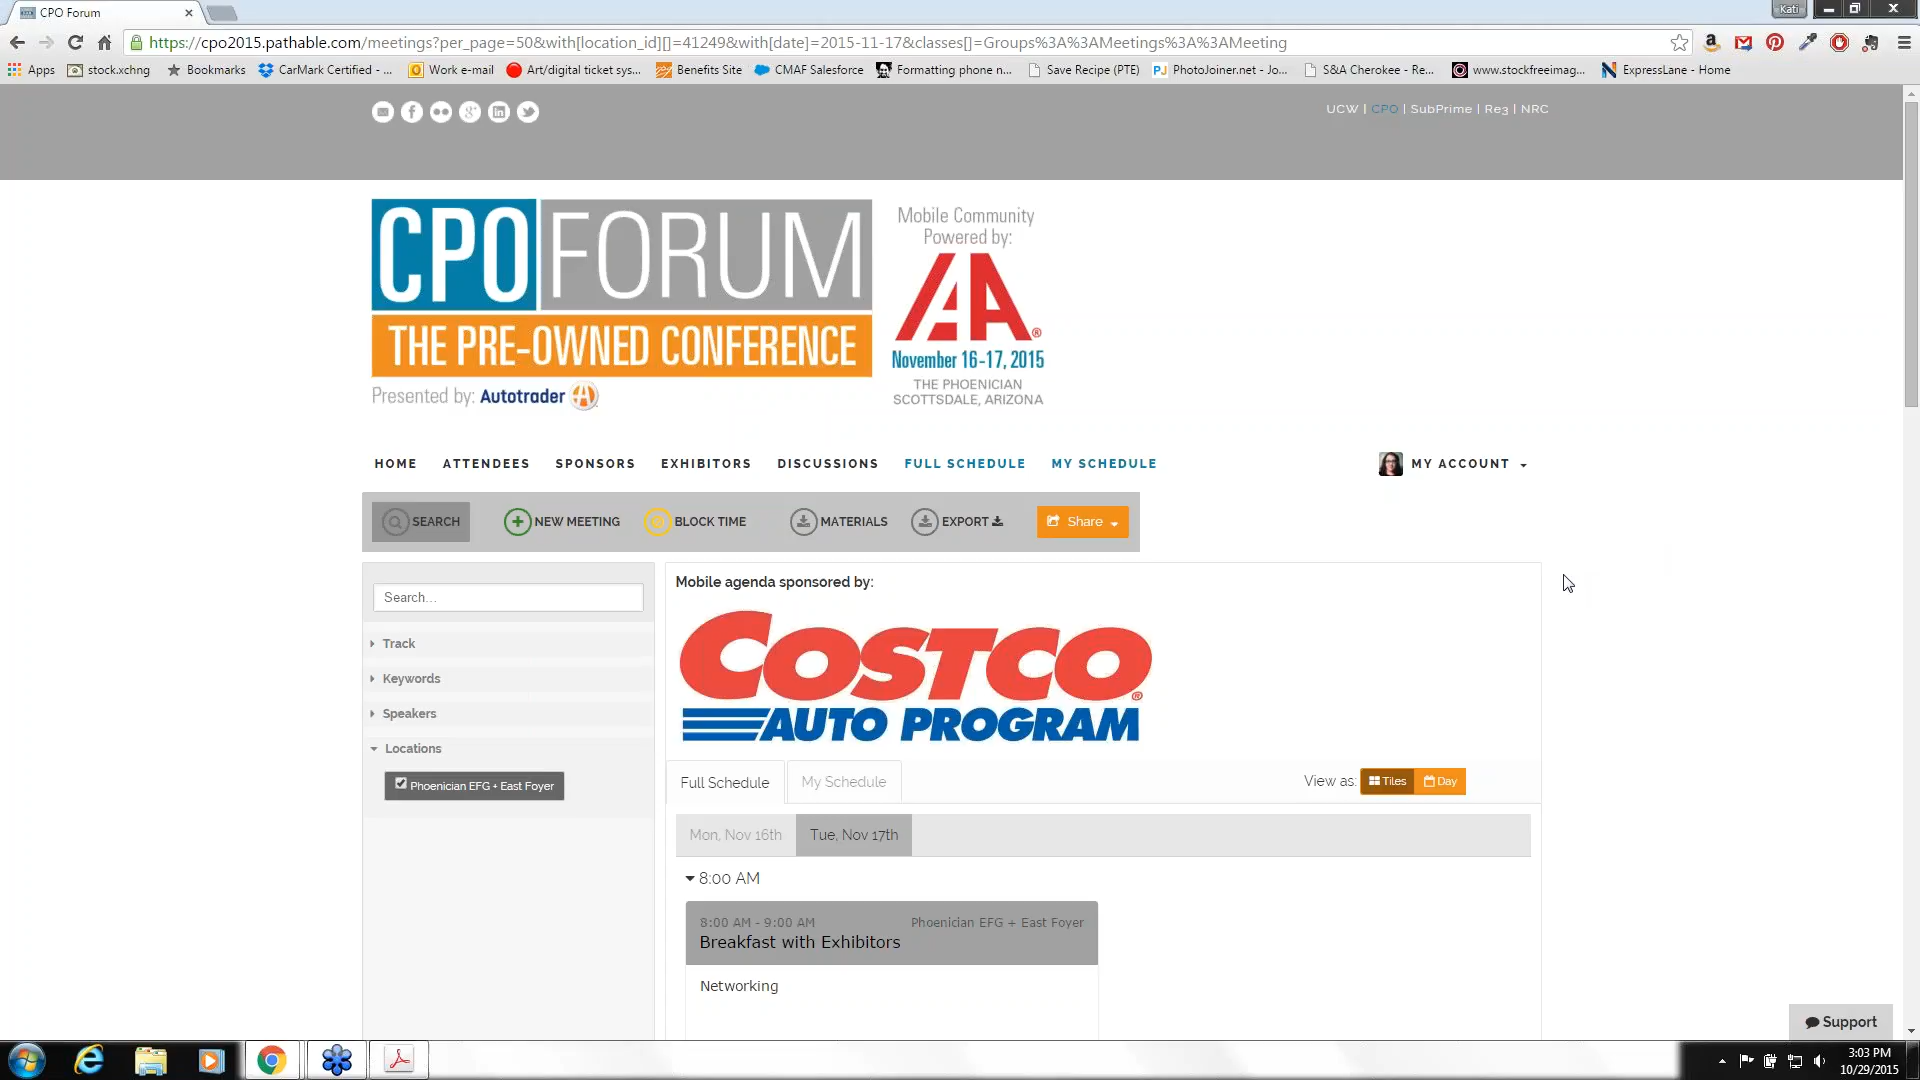 CPO Forum
Kati
https://cpo2015.pathable.com/meetings?per_page=50&with[location_id][]=41249&with[date]=2015-11-17&classes[]=Groups%3A%3AMeetings%3A%3AMeeting
Apps stock.xchng Bookmarks CarMark Certified - ... Work e-mail Art/digital ticket sys... Benefits Site CMAF Salesforce Formatting phone n... Save Recipe (PTE) PJ PhotoJoiner.net - Jo... S&A Cherokee - Re... www.stockfreeimag... ExpressLane - Home
UCW | CPO | SubPrime | Re3 | NRC
CPO FORUM
THE PRE-OWNED CONFERENCE
Presented by: Autotrader
Mobile Community
Powered by:
IAA®
November 16-17, 2015
THE PHOENICIAN
SCOTTSDALE, ARIZONA
HOME ATTENDEES SPONSORS EXHIBITORS DISCUSSIONS FULL SCHEDULE MY SCHEDULE MY ACCOUNT
SEARCH NEW MEETING BLOCK TIME MATERIALS EXPORT Share
Search...
Track
Keywords
Speakers
Locations
Phoenician EFG + East Foyer
Mobile agenda sponsored by:
COSTCO®
AUTO PROGRAM
Full Schedule My Schedule View as: Tiles Day
Mon, Nov 16th Tue, Nov 17th
8:00 AM
8:00 AM - 9:00 AM Phoenician EFG + East Foyer
Breakfast with Exhibitors
Networking
Support
3:03 PM
10/29/2015